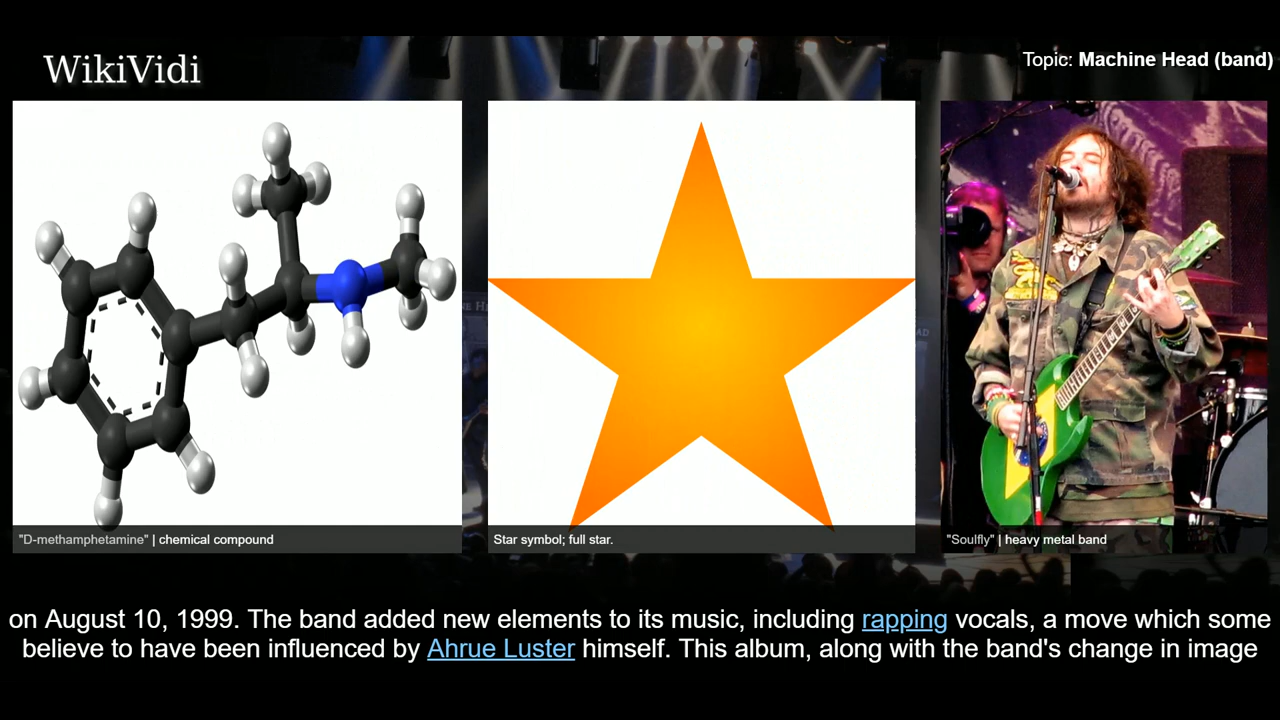 WikiVidi
Topic: Machine Head (band)
"D-methamphetamine" | chemical compound
Star symbol; full star.
"Soulfly" | heavy metal band
on August 10, 1999. The band added new elements to its music, including rapping vocals, a move which some
believe to have been influenced by Ahrue Luster himself. This album, along with the band's change in image